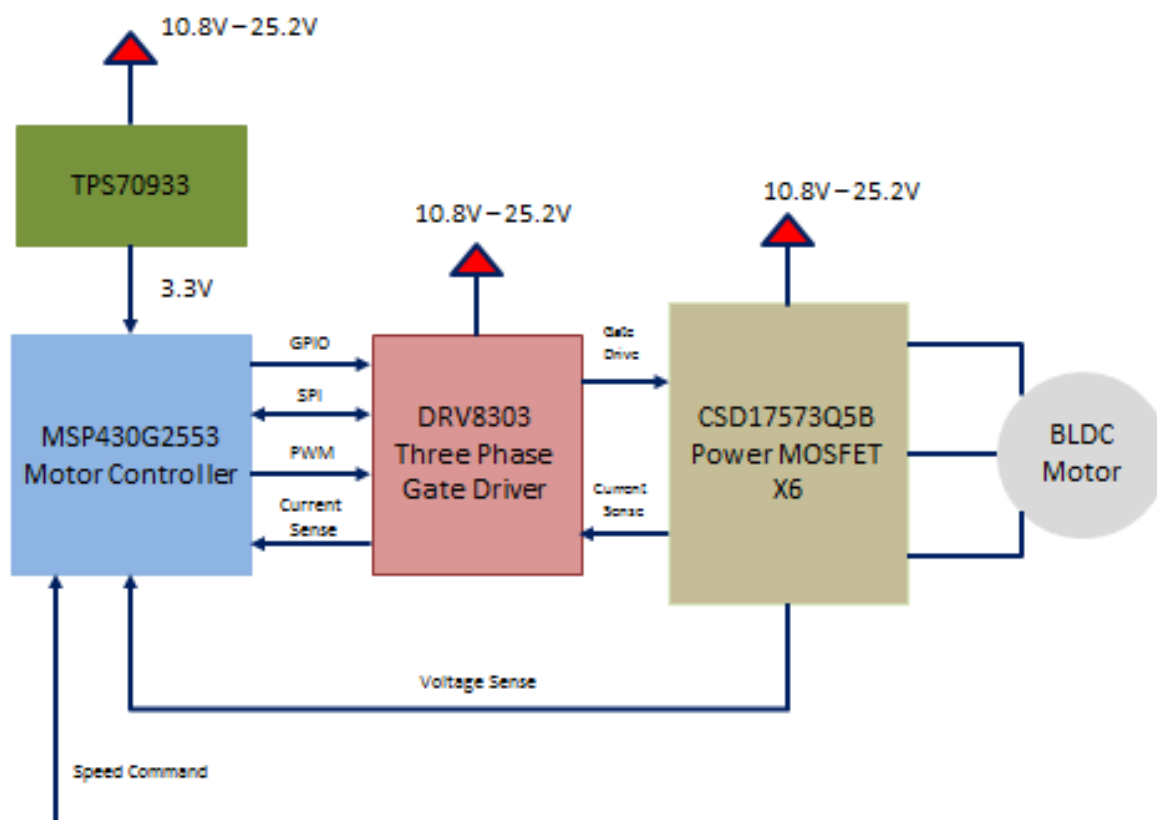 10.8V – 25.2V
TPS70933
3.3V
10.8V – 25.2V
10.8V – 25.2V
MSP430G2553
Motor Controller
GPIO
SPI
PWM
Current
Sense
DRV8303
Three Phase
Gate Driver
Gate
Drive
Current
Sense
CSD17573Q5B
Power MOSFET
X6
BLDC
Motor
Voltage Sense
Speed Command